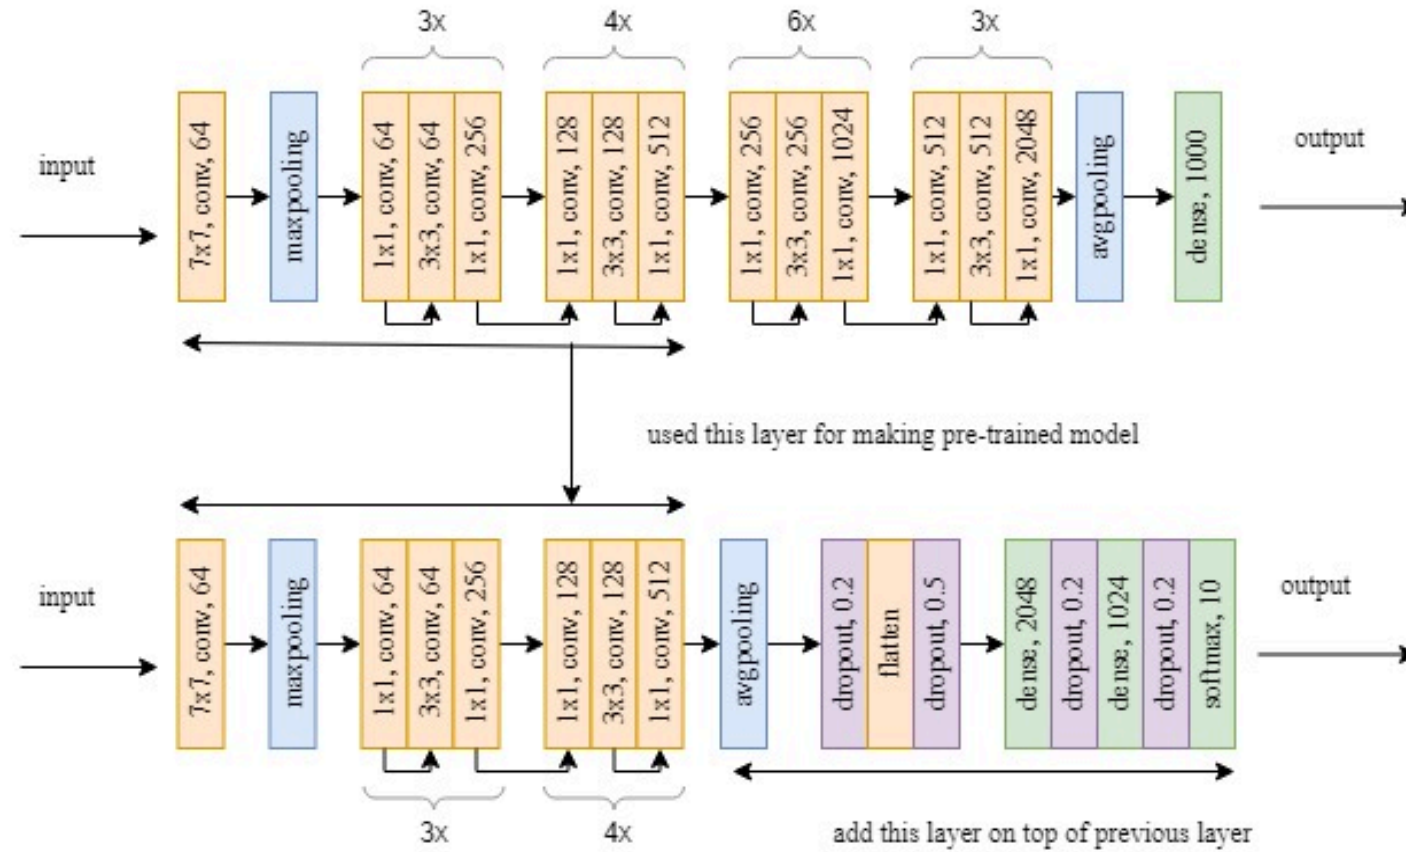 3x
4x
6x
3x
input
7x7, conv, 64
maxpooling
1x1, conv, 64
3x3, conv, 64
1x1, conv, 256
1x1, conv, 128
3x3, conv, 128
1x1, conv, 512
1x1, conv, 256
3x3, conv, 256
1x1, conv, 1024
1x1, conv, 512
3x3, conv, 512
1x1, conv, 2048
avgpooling
dense, 1000
output
used this layer for making pre-trained model
input
7x7, conv, 64
maxpooling
1x1, conv, 64
3x3, conv, 64
1x1, conv, 256
1x1, conv, 128
3x3, conv, 128
1x1, conv, 512
avgpooling
dropout, 0.2
flatten
dropout, 0.5
dense, 2048
dropout, 0.2
dense, 1024
dropout, 0.2
softmax, 10
output
3x
4x
add this layer on top of previous layer